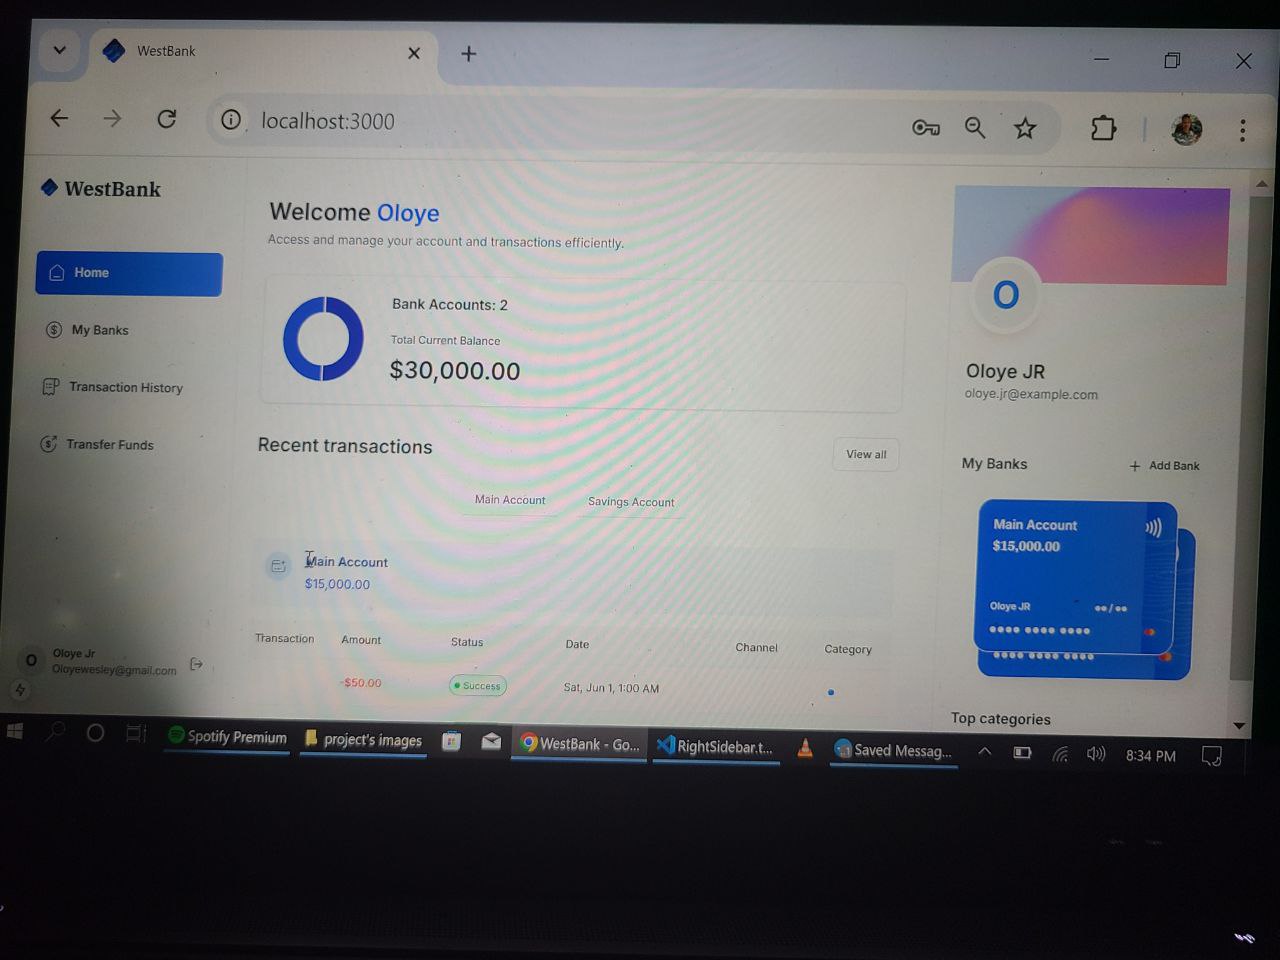 WestBank
localhost:3000
WestBank
Home
My Banks
Transaction History
Transfer Funds
Oloye Jr
Oloyewesley@gmail.com
O
Welcome Oloye
Access and manage your account and transactions efficiently.
Bank Accounts: 2
Total Current Balance
$30,000.00
Recent transactions
View all
Main Account
Savings Account
Main Account
$15,000.00
Transaction Amount Status Date Channel Category
-$50.00 Success Sat, Jun 1, 1:00 AM
O
Oloye JR
oloye.jr@example.com
My Banks
+ Add Bank
Main Account
$15,000.00
Oloye JR ●●/●●
●●●● ●●●● ●●●●
●●●● ●●●● ●●●●
Top categories
Spotify Premium
project's images
WestBank - Go...
RightSidebar.t...
Saved Messag...
8:34 PM